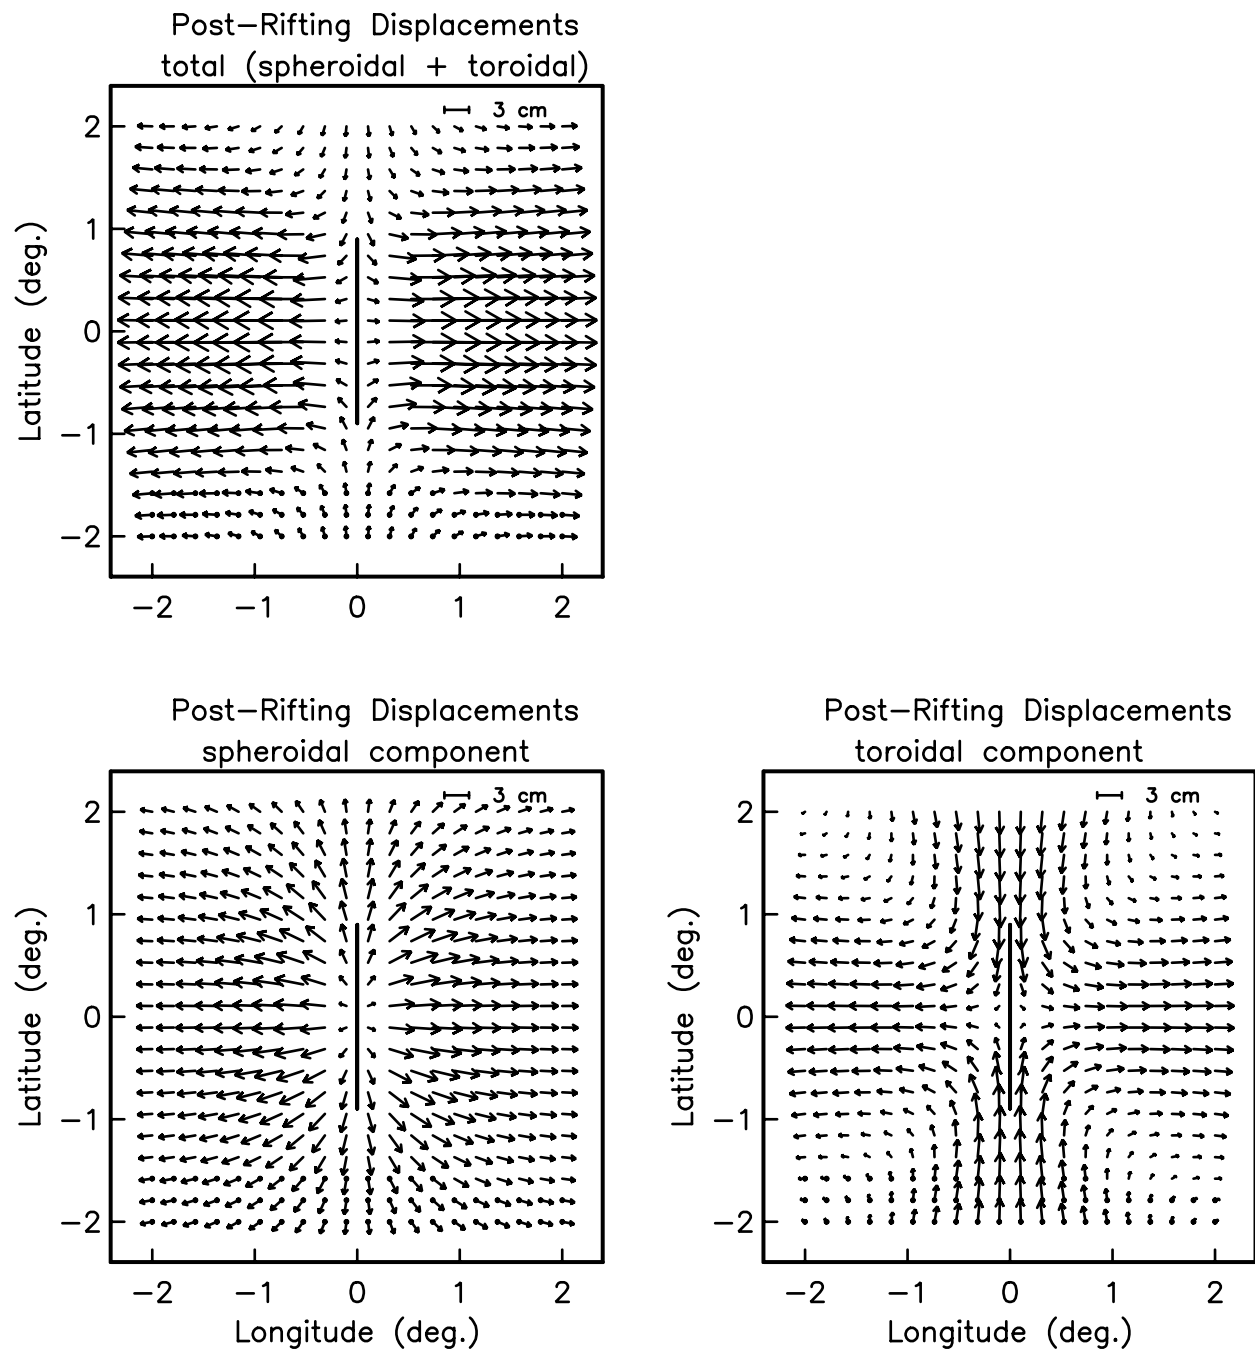 Post-Rifting Displacements
total (spheroidal + toroidal)
3 cm
2
1
0
-1
-2
Latitude (deg.)
-2 -1 0 1 2
Post-Rifting Displacements
spheroidal component
3 cm
2
1
0
-1
-2
Latitude (deg.)
-2 -1 0 1 2
Longitude (deg.)
Post-Rifting Displacements
toroidal component
3 cm
2
1
0
-1
-2
Latitude (deg.)
-2 -1 0 1 2
Longitude (deg.)